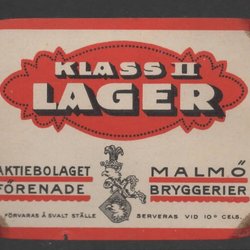 KLASS II
LAGER
AKTIEBOLAGET MALMÖ
FÖRENADE BRYGGERIER
FÖRVARAS Å SVALT STÄLLE SERVERAS VID 10° CELS.